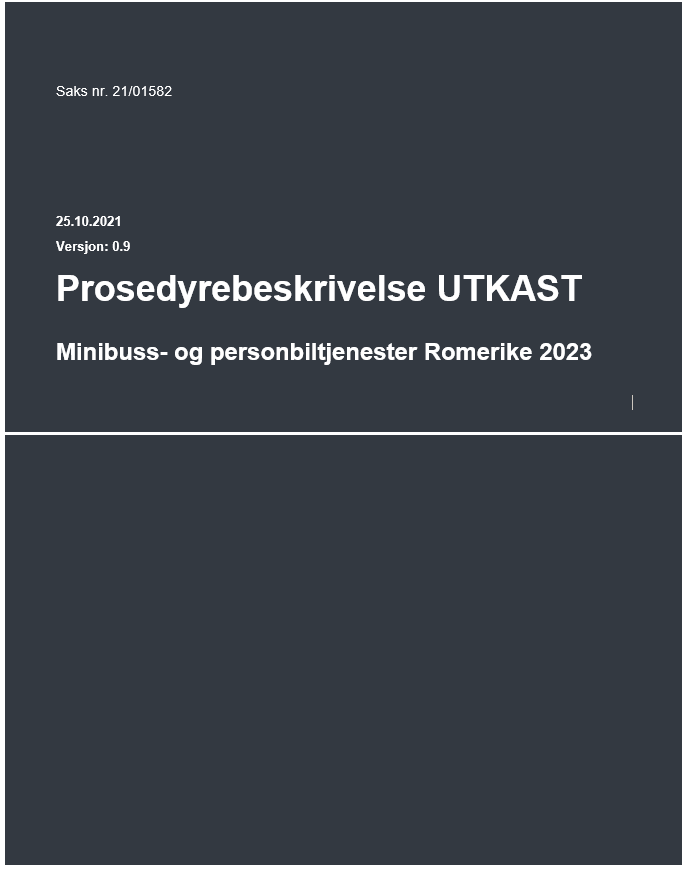 Saks nr. 21/01582
25.10.2021
Versjon: 0.9
Prosedyrebeskrivelse UTKAST
Minibuss- og personbiltjenester Romerike 2023